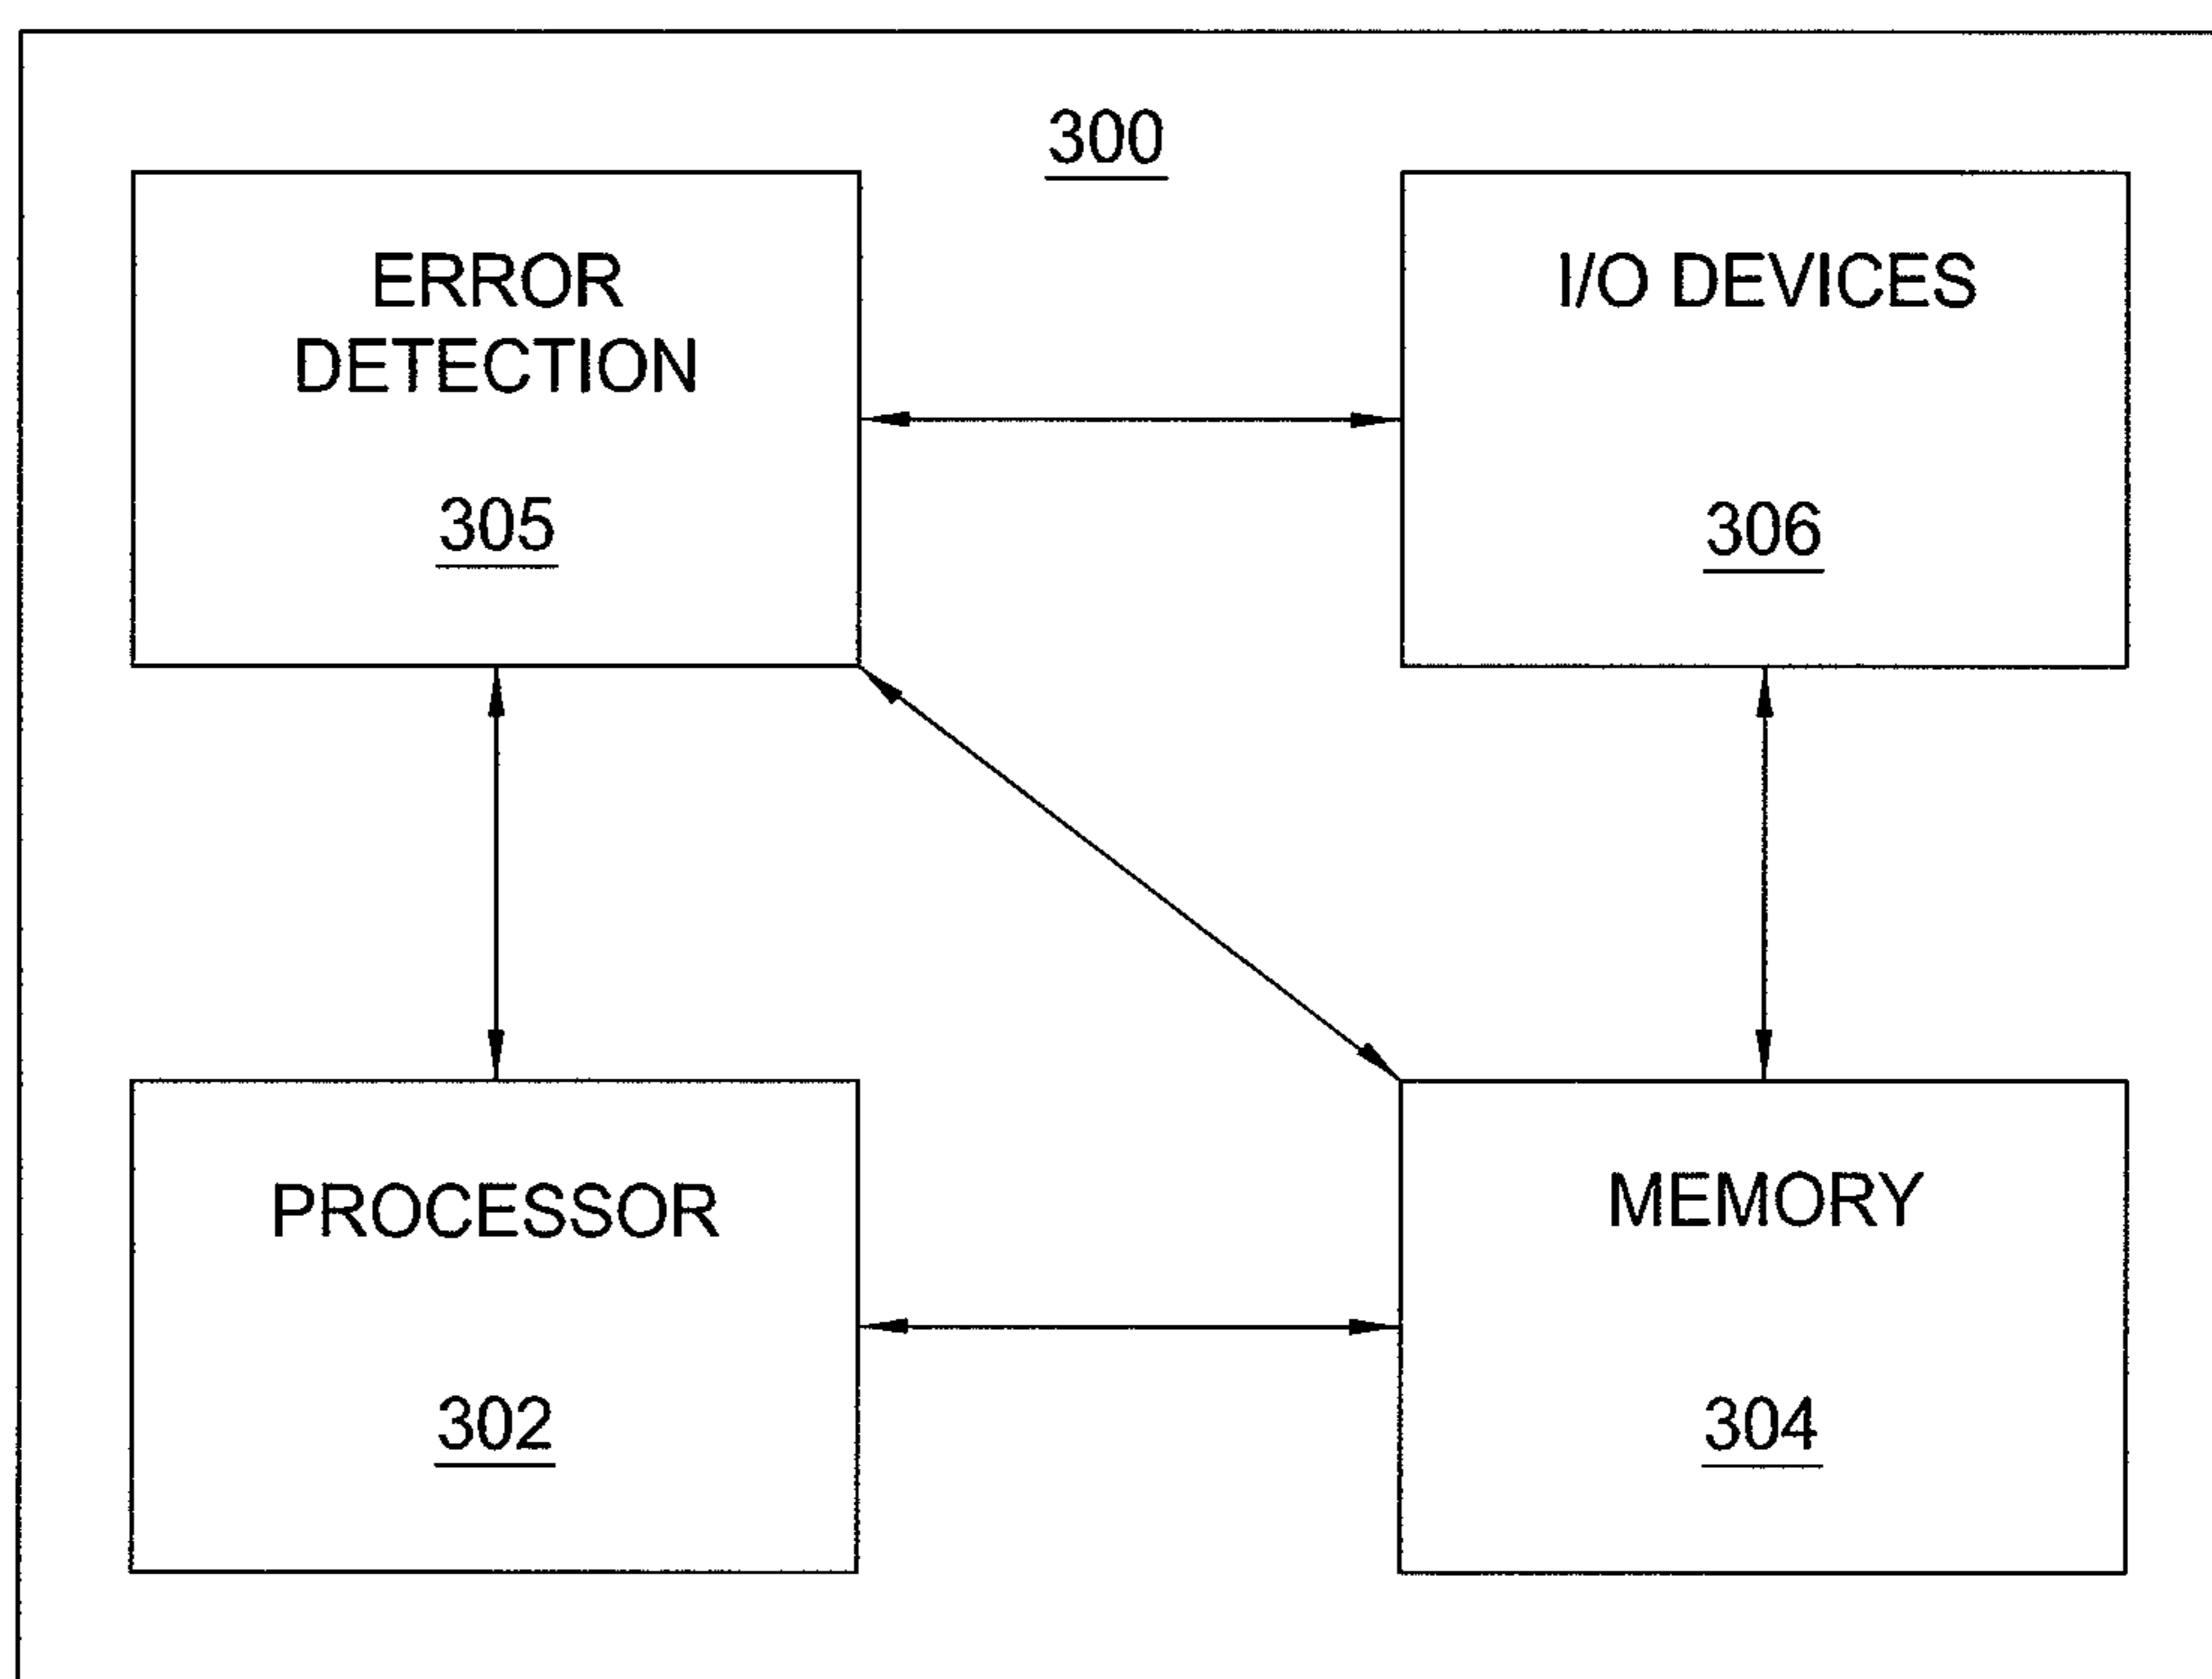 300
ERROR
DETECTION
305
I/O DEVICES
306
PROCESSOR
302
MEMORY
304